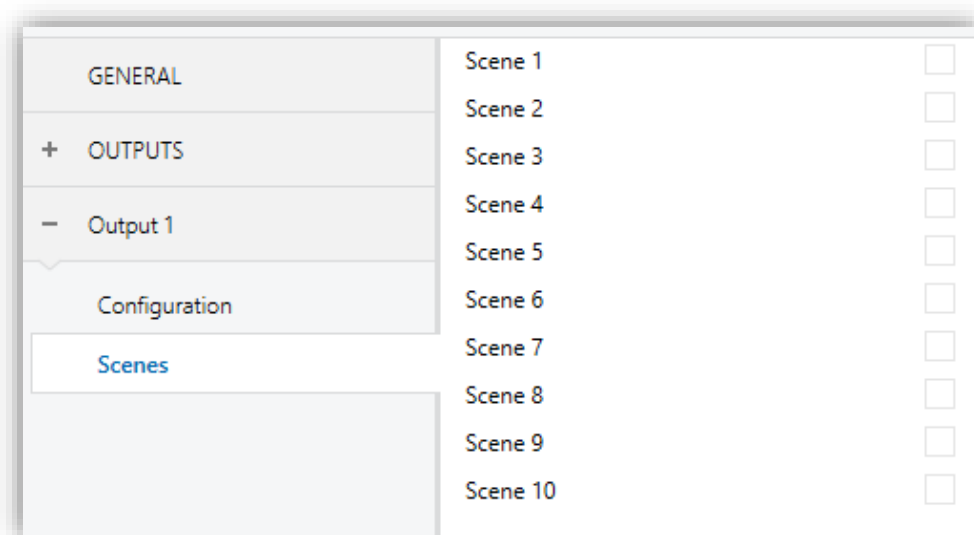 GENERAL
+ OUTPUTS
- Output 1
Configuration
Scenes
Scene 1
Scene 2
Scene 3
Scene 4
Scene 5
Scene 6
Scene 7
Scene 8
Scene 9
Scene 10